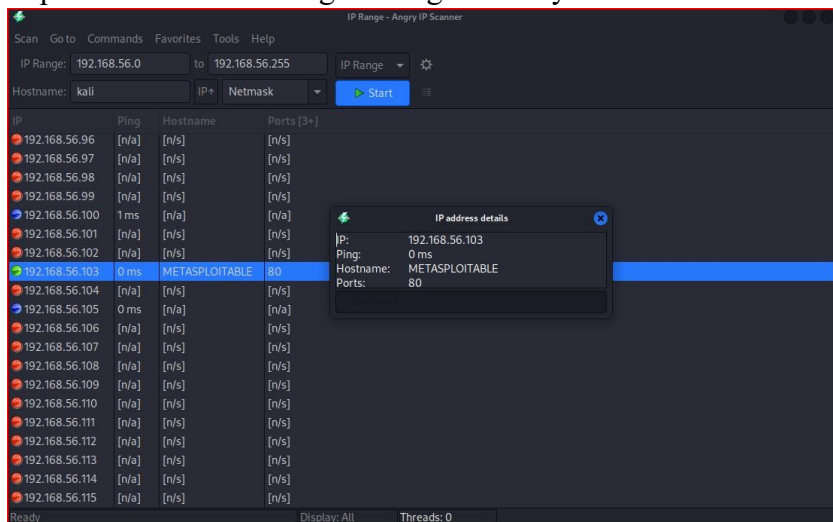 IP Range - Angry IP Scanner
Scan Go to Commands Favorites Tools Help
IP Range: 192.168.56.0 to 192.168.56.255 IP Range
Hostname: kali IP↑ Netmask Start
IP Ping Hostname Ports [3+]
192.168.56.96 [n/a] [n/s] [n/s]
192.168.56.97 [n/a] [n/s] [n/s]
192.168.56.98 [n/a] [n/s] [n/s]
192.168.56.99 [n/a] [n/s] [n/s]
192.168.56.100 1 ms [n/a] [n/a]
192.168.56.101 [n/a] [n/s] [n/s]
192.168.56.102 [n/a] [n/s] [n/s]
192.168.56.103 0 ms METASPLOITABLE 80
192.168.56.104 [n/a] [n/s] [n/s]
192.168.56.105 0 ms [n/a] [n/a]
192.168.56.106 [n/a] [n/s] [n/s]
192.168.56.107 [n/a] [n/s] [n/s]
192.168.56.108 [n/a] [n/s] [n/s]
192.168.56.109 [n/a] [n/s] [n/s]
192.168.56.110 [n/a] [n/s] [n/s]
192.168.56.111 [n/a] [n/s] [n/s]
192.168.56.112 [n/a] [n/s] [n/s]
192.168.56.113 [n/a] [n/s] [n/s]
192.168.56.114 [n/a] [n/s] [n/s]
192.168.56.115 [n/a] [n/s] [n/s]
IP address details
IP: 192.168.56.103
Ping: 0 ms
Hostname: METASPLOITABLE
Ports: 80
Ready Display: All Threads: 0